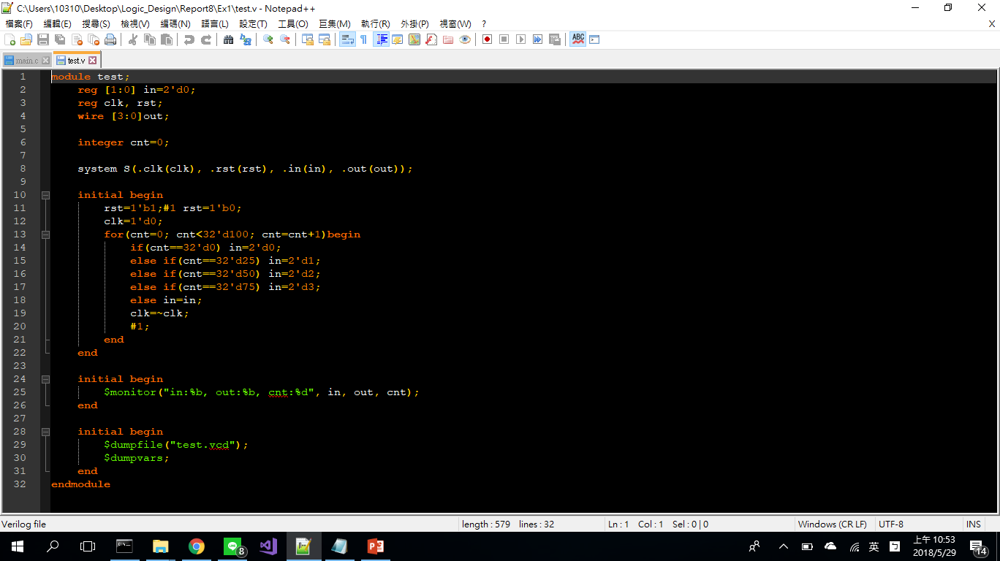 C:\Users\10310\Desktop\Logic_Design\Report8\Ex1\test.v - Notepad++
檔案(F) 編輯(E) 搜尋(S) 檢視(V) 編碼(N) 語言(L) 設定(T) 工具(O) 巨集(M) 執行(R) 外掛(P) 視窗(W) ? X
ABC
main.c test.v
1 module test;
2 reg [1:0] in=2'd0;
3 reg clk, rst;
4 wire [3:0]out;
5
6 integer cnt=0;
7
8 system S(.clk(clk), .rst(rst), .in(in), .out(out));
9
10 initial begin
11 rst=1'b1;#1 rst=1'b0;
12 clk=1'd0;
13 for(cnt=0; cnt<32'd100; cnt=cnt+1)begin
14 if(cnt==32'd0) in=2'd0;
15 else if(cnt==32'd25) in=2'd1;
16 else if(cnt==32'd50) in=2'd2;
17 else if(cnt==32'd75) in=2'd3;
18 else in=in;
19 clk=~clk;
20 #1;
21 end
22 end
23
24 initial begin
25 $monitor("in:%b, out:%b, cnt:%d", in, out, cnt);
26 end
27
28 initial begin
29 $dumpfile("test.vcd");
30 $dumpvars;
31 end
32 endmodule
Verilog file length : 579 lines : 32 Ln : 1 Col : 1 Sel : 0 | 0 Windows (CR LF) UTF-8 INS
8 英 上午 10:53
2018/5/29 14